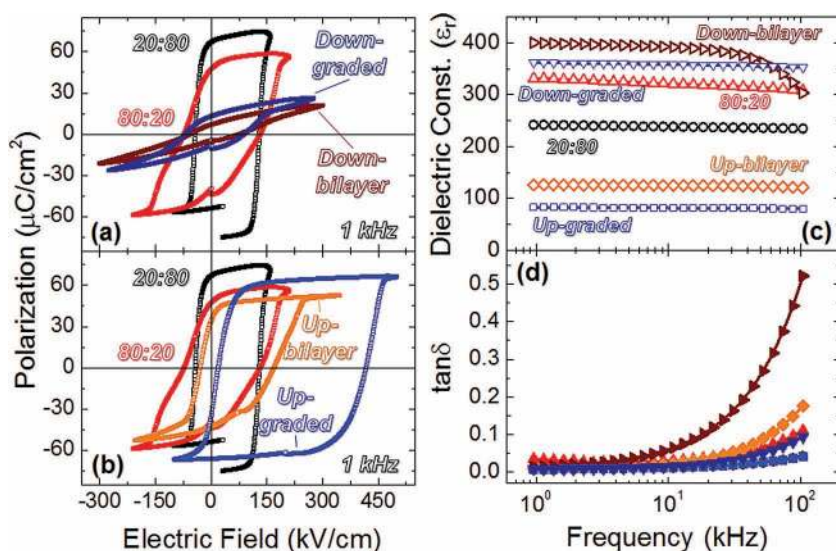 60
30
0
-30
-60
60
30
0
-30
-60
Polarization (μC/cm²)
20:80
Down-
graded
80:20
Down-
bilayer
(a)
1 kHz
20:80
80:20
Up-
bilayer
Up-
graded
(b)
1 kHz
-300 -150 0 150 300 450
Electric Field (kV/cm)
400
300
200
100
0
Dielectric Const. (εr)
Down-bilayer
Down-graded
80:20
20:80
Up-bilayer
Up-graded
(c)
(d)
0.5
0.4
0.3
0.2
0.1
0.0
tanδ
10⁰ 10¹ 10²
Frequency (kHz)